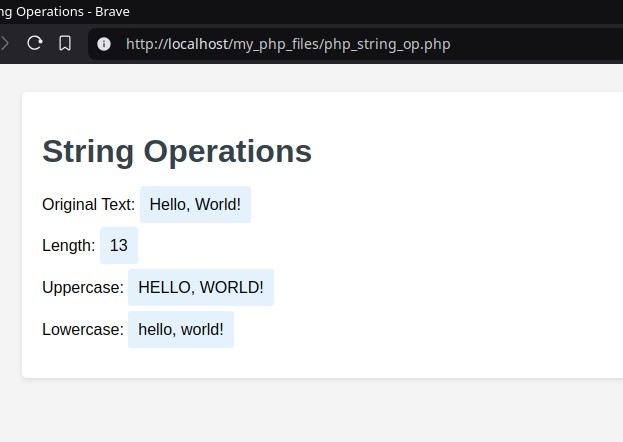 ng Operations - Brave
http://localhost/my_php_files/php_string_op.php
String Operations
Original Text: Hello, World!
Length: 13
Uppercase: HELLO, WORLD!
Lowercase: hello, world!